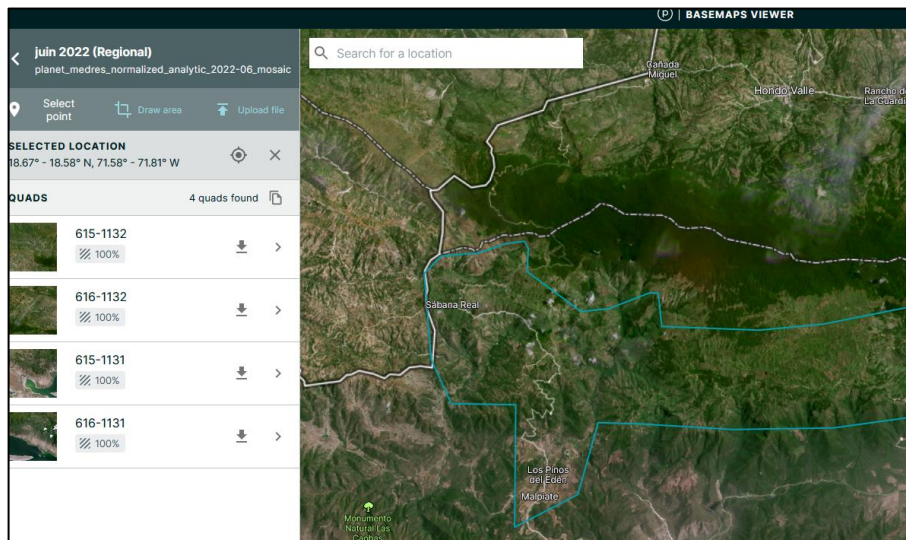 P | BASEMAPS VIEWER
juin 2022 (Regional)
planet_medres_normalized_analytic_2022-06_mosaic
Select point
Draw area
Upload file
SELECTED LOCATION
18.67° - 18.58° N, 71.58° - 71.81° W
QUADS
4 quads found
615-1132
100%
616-1132
100%
615-1131
100%
616-1131
100%
Search for a location
Cañada
Miguel
Hondo Valle
Rancho de
La Guardi
Sábana Real
Los Pinos
del Edén
Malpiate
Monumento
Natural Las